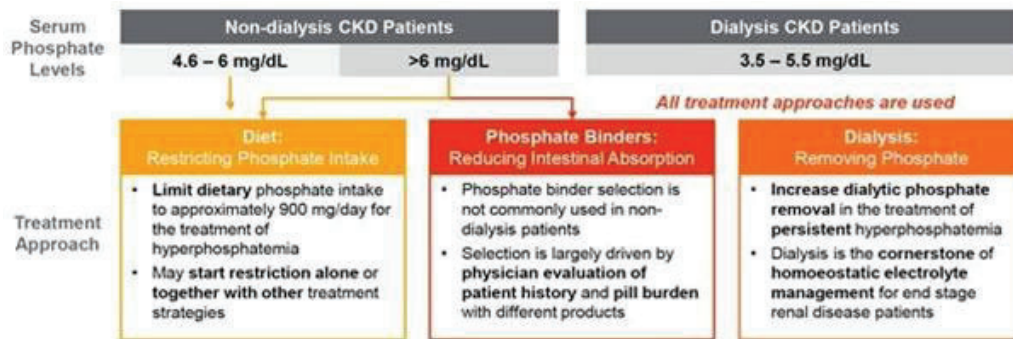 Serum
Phosphate
Levels
Non-dialysis CKD Patients
Dialysis CKD Patients
4.6 – 6 mg/dL
>6 mg/dL
3.5 – 5.5 mg/dL
All treatment approaches are used
Treatment
Approach
Diet:
Restricting Phosphate Intake
• Limit dietary phosphate intake
to approximately 900 mg/day for
the treatment of
hyperphosphatemia
• May start restriction alone or
together with other treatment
strategies
Phosphate Binders:
Reducing Intestinal Absorption
• Phosphate binder selection is
not commonly used in non-
dialysis patients
• Selection is largely driven by
physician evaluation of
patient history and pill burden
with different products
Dialysis:
Removing Phosphate
• Increase dialytic phosphate
removal in the treatment of
persistent hyperphosphatemia
• Dialysis is the cornerstone of
homoeostatic electrolyte
management for end stage
renal disease patients